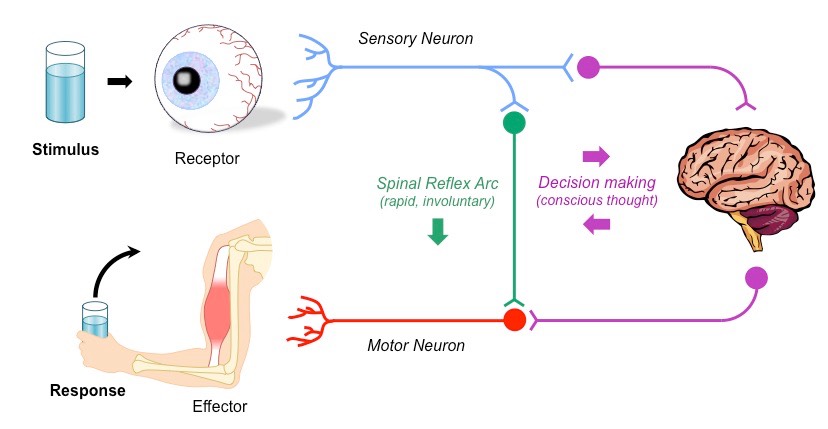 Sensory Neuron
Stimulus
Receptor
Spinal Reflex Arc
(rapid, involuntary)
Decision making
(conscious thought)
Motor Neuron
Response
Effector